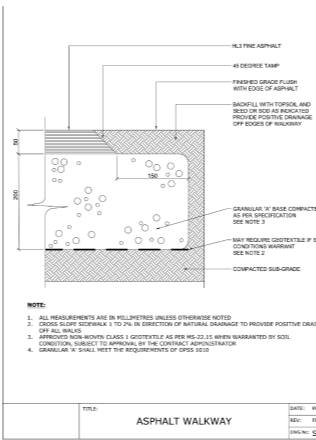 HL3 FINE ASPHALT
45 DEGREE TAMP
FINISHED GRADE FLUSH
WITH EDGE OF ASPHALT
BACKFILL WITH TOPSOIL AND
SEED OR SOD AS INDICATED
PROVIDE POSITIVE DRAINAGE
OFF EDGES OF WALKWAY
50
150
200
GRANULAR 'A' BASE COMPACTE
AS PER SPECIFICATION
SEE NOTE 3
MAY REQUIRE GEOTEXTILE IF S
CONDITIONS WARRANT
SEE NOTE 2
COMPACTED SUB-GRADE
NOTE:
1. ALL MEASUREMENTS ARE IN MILLIMETRES UNLESS OTHERWISE NOTED
2. CROSS SLOPE SIDEWALK 1 TO 2% IN DIRECTION OF NATURAL DRAINAGE TO PROVIDE POSITIVE DRAI
OFF ALL WALKS
3. APPROVED NON-WOVEN CLASS 1 GEOTEXTILE AS PER MS-22.15 WHEN WARRANTED BY SOIL
CONDITION, SUBJECT TO APPROVAL BY THE CONTRACT ADMINISTRATOR
4. GRANULAR 'A' SHALL MEET THE REQUIREMENTS OF OPSS 1010
TITLE:
ASPHALT WALKWAY
DATE:
REV:
DWG No: